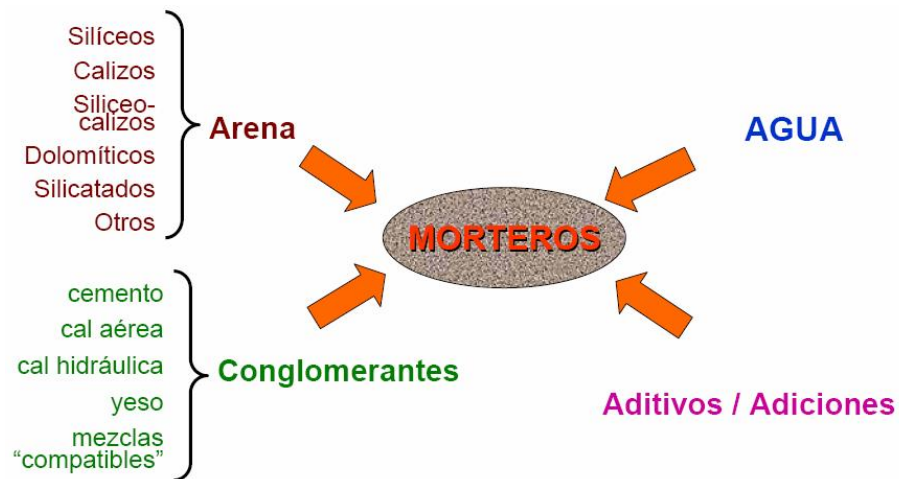 Silíceos
Calizos
Siliceo-
calizos
Dolomíticos
Silicatados
Otros
Arena
AGUA
MORTEROS
cemento
cal aérea
cal hidráulica
yeso
mezclas
“compatibles”
Conglomerantes
Aditivos / Adiciones